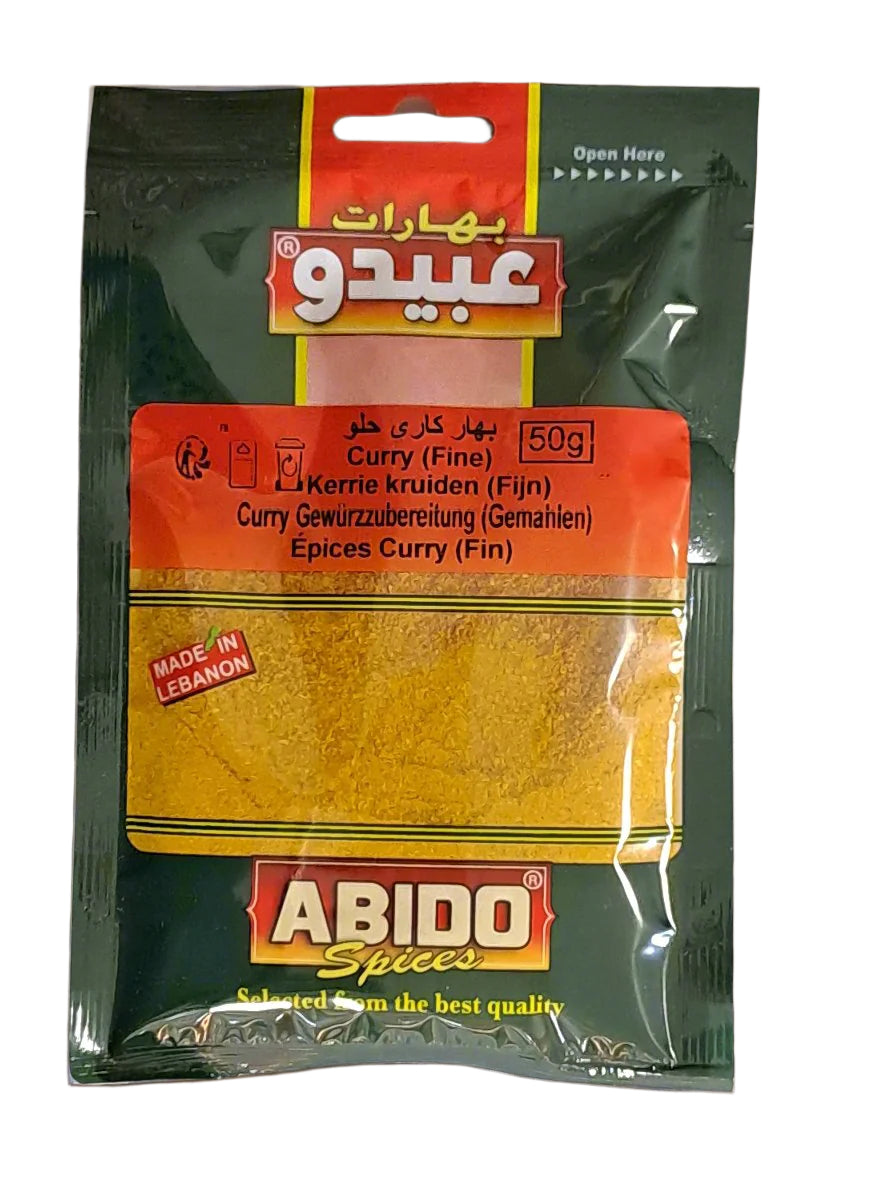 Open Here
بهارات
عبيدو
®
بهار كاري حلو
50g
Curry (Fine)
Kerrie kruiden (Fijn)
Curry Gewürzzubereitung (Gemahlen)
Épices Curry (Fin)
MADE IN
LEBANON
ABIDO
®
Spices
Selected from the best quality